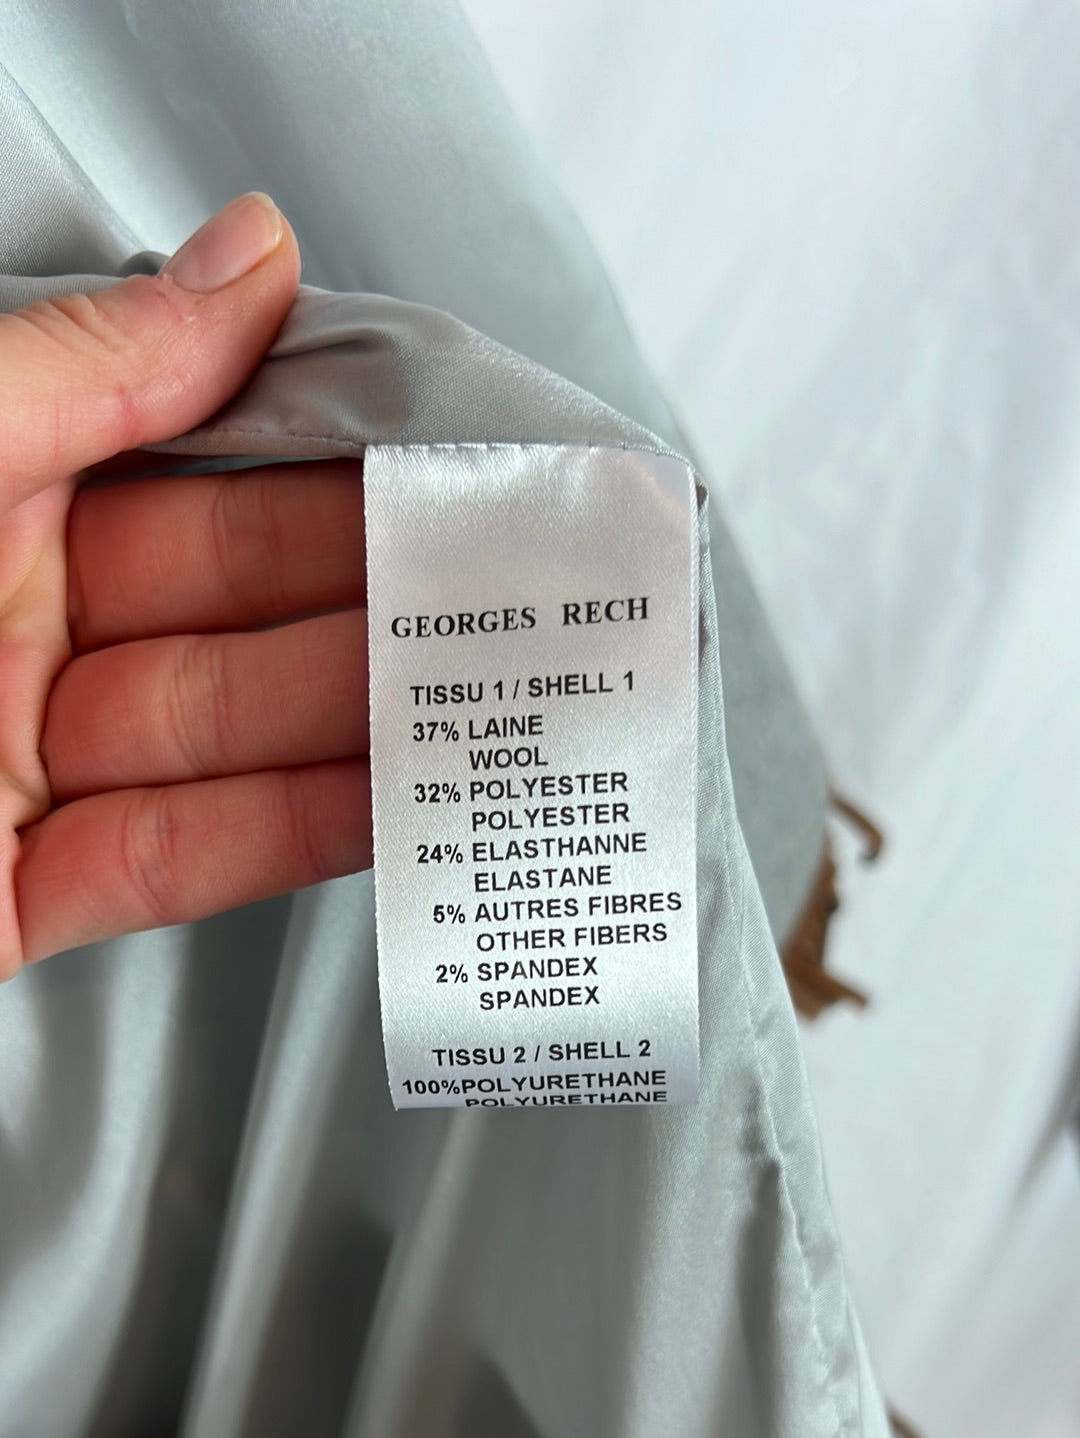 GEORGES RECH
TISSU 1 / SHELL 1
37% LAINE
WOOL
32% POLYESTER
POLYESTER
24% ELASTHANNE
ELASTANE
5% AUTRES FIBRES
OTHER FIBERS
2% SPANDEX
SPANDEX
TISSU 2 / SHELL 2
100%POLYURETHANE
POLYURETHANE